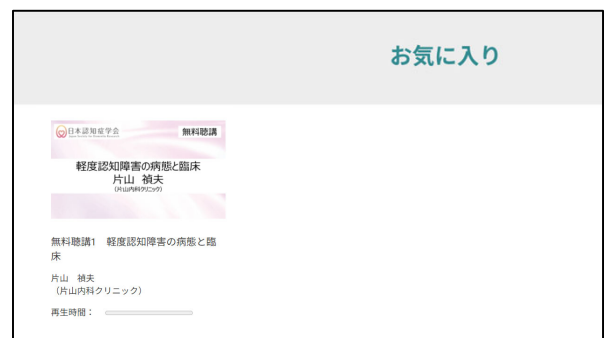 お気に入り
日本認知症学会
無料聴講
軽度認知障害の病態と臨床
片山　禎夫
(片山内科クリニック)
無料聴講1　軽度認知障害の病態と臨
床
片山　禎夫
（片山内科クリニック）
再生時間：